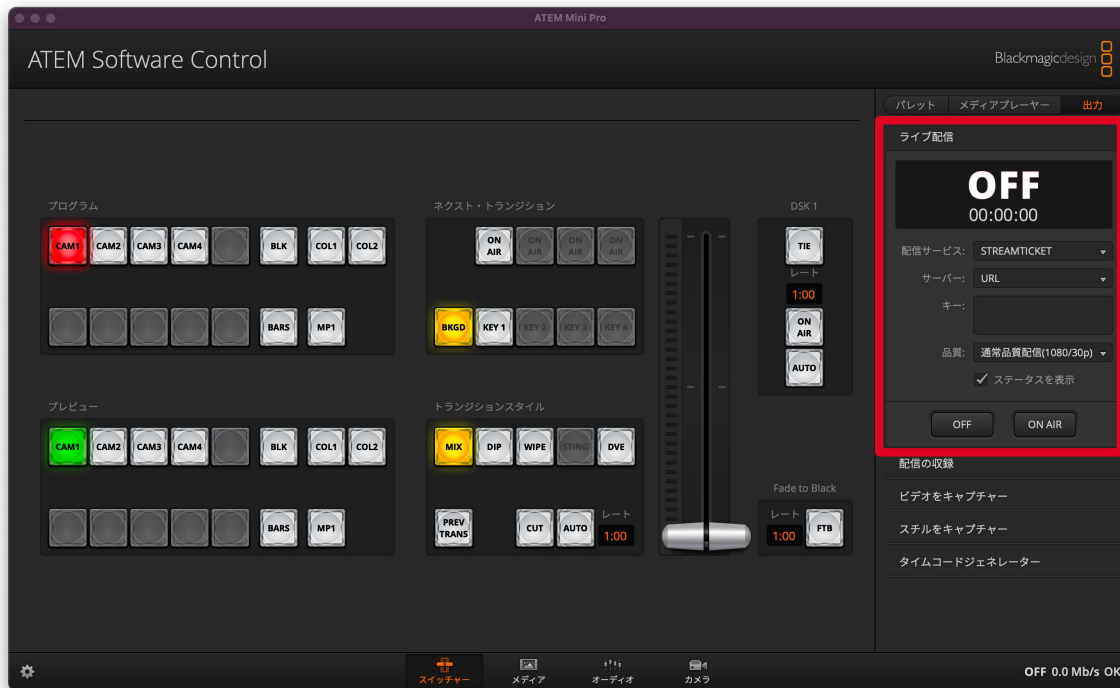 ATEM Mini Pro
ATEM Software Control
Blackmagicdesign
パレット メディアプレーヤー 出力
ライブ配信
OFF
00:00:00
配信サービス: STREAMTICKET
サーバー: URL
キー:
品質: 通常品質配信(1080/30p)
ステータスを表示
OFF ON AIR
配信の収録
ビデオをキャプチャー
スチルをキャプチャー
タイムコードジェネレーター
プログラム
CAM1 CAM2 CAM3 CAM4 BLK COL1 COL2
BARS MP1
ネクスト・トランジション
ON AIR ON AIR ON AIR ON AIR
BKGD KEY 1 KEY 2 KEY 3 KEY 4
DSK 1
TIE
レート
1:00
ON AIR
AUTO
プレビュー
CAM1 CAM2 CAM3 CAM4 BLK COL1 COL2
BARS MP1
トランジションスタイル
MIX DIP WIPE STING DVE
PREV TRANS CUT AUTO レート
1:00
Fade to Black
レート
1:00 FTB
スイッチャー メディア オーディオ カメラ
OFF 0.0 Mb/s OK